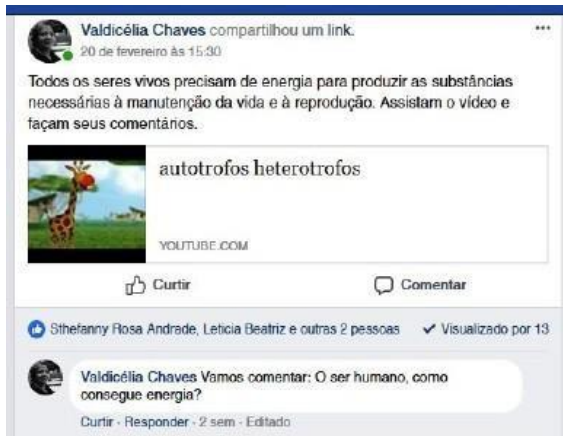 Valdicélia Chaves compartilhou um link.
20 de fevereiro às 15:30
Todos os seres vivos precisam de energia para produzir as substâncias
necessárias à manutenção da vida e à reprodução. Assistam o vídeo e
façam seus comentários.
autotrofos heterotrofos
YOUTUBE.COM
Curtir Comentar
Sthefanny Rosa Andrade, Leticia Beatriz e outras 2 pessoas Visualizado por 13
Valdicélia Chaves Vamos comentar: O ser humano, como
consegue energia?
Curtir · Responder · 2 sem · Editado